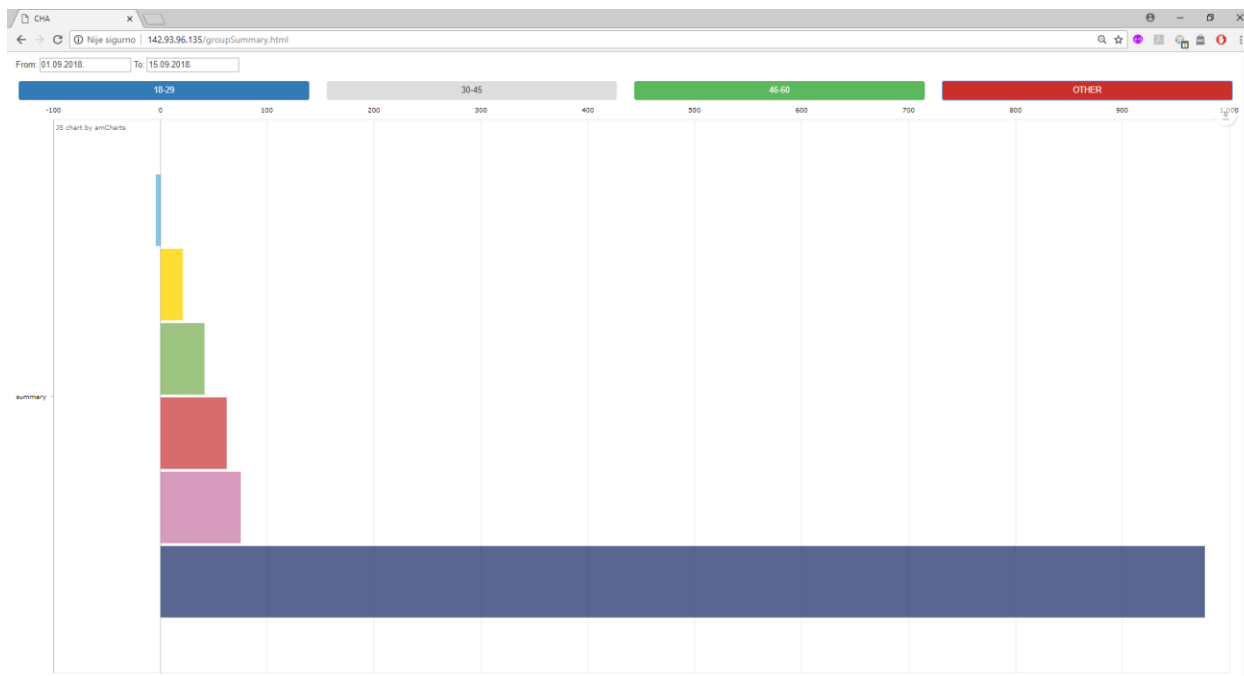 CHA
Nije sigurno | 142.93.96.135/groupSummary.html
From: 01.09.2018. To: 15.09.2018.
18-29 30-45 46-60 OTHER
-100 0 100 200 300 400 500 600 700 800 900 1,000
JS chart by amCharts
summary